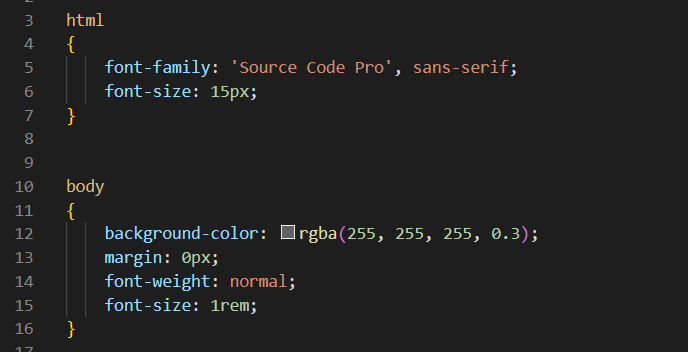 3 html
4 {
5 font-family: 'Source Code Pro', sans-serif;
6 font-size: 15px;
7 }
8
9
10 body
11 {
12 background-color: rgba(255, 255, 255, 0.3);
13 margin: 0px;
14 font-weight: normal;
15 font-size: 1rem;
16 }